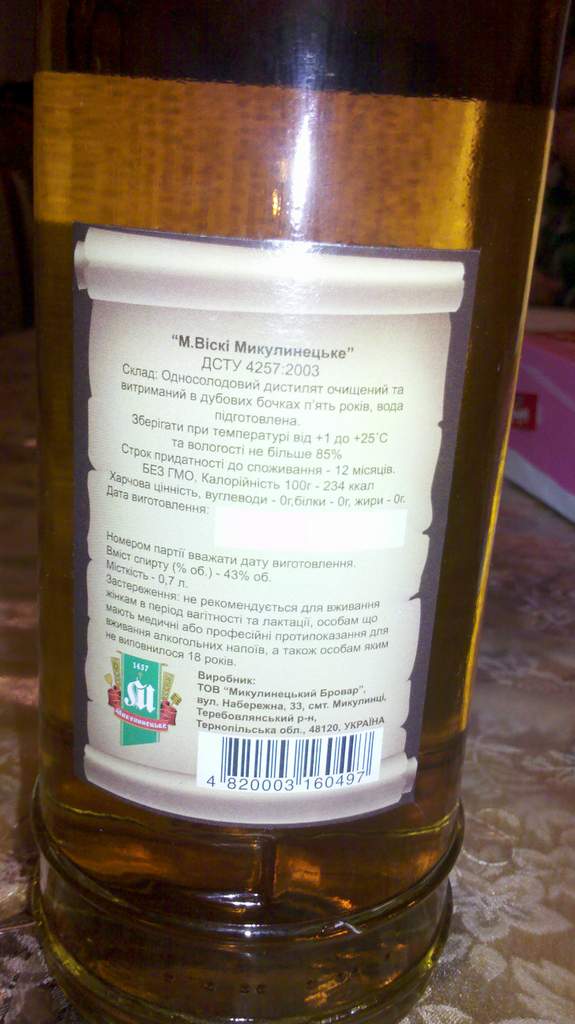 “М.Віскі Микулинецьке”
ДСТУ 4257:2003
Склад: Односолодовий дистилят очищений та
витриманий в дубових бочках п'ять років, вода
підготовлена.
Зберігати при температурі від +1 до +25˚С
та вологості не більше 85%
Строк придатності до споживання - 12 місяців.
БЕЗ ГМО. Калорійність 100г - 234 ккал
Харчова цінність, вуглеводи - 0г,білки - 0г, жири - 0г.
Дата виготовлення:
Номером партії вважати дату виготовлення.
Вміст спирту (% об.) - 43% об.
Місткість - 0,7 л.
Застереження: не рекомендується для вживання
жінкам в період вагітності та лактації, особам що
мають медичні або професійні протипоказання для
вживання алкогольних напоїв, а також особам яким
не виповнилося 18 років.
1457
М
Микулинецьке
Виробник:
ТОВ “Микулинецький Бровар”,
вул. Набережна, 33, смт. Микулинці,
Теребовлянський р-н,
Тернопільська обл., 48120, УКРАЇНА
4 820003 160497